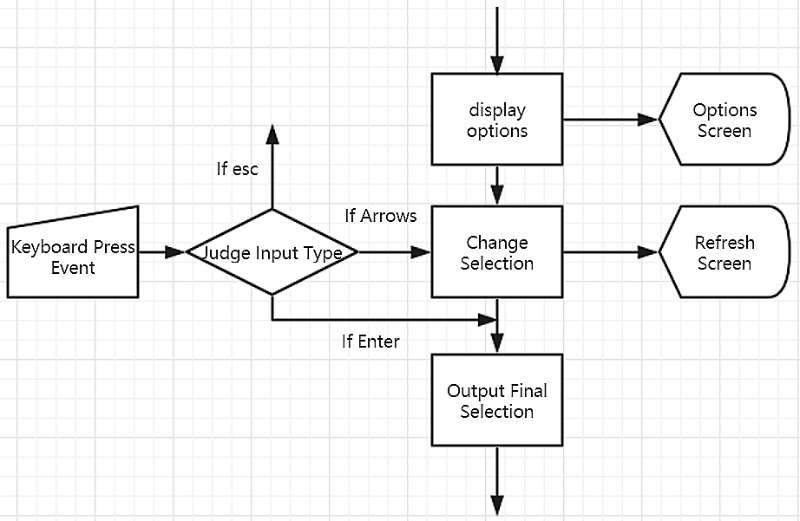 display
options
Options
Screen
If esc
If Arrows
Keyboard Press
Event
Judge Input Type
Change
Selection
Refresh
Screen
If Enter
Output Final
Selection